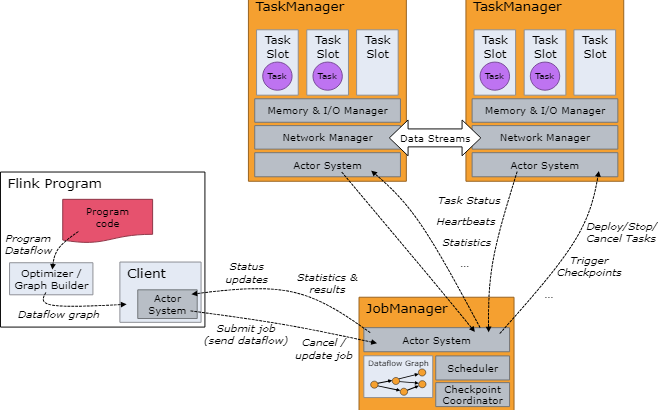 TaskManager
Task
Slot
Task
Task
Slot
Task
Task
Slot
Memory & I/O Manager
Network Manager
Actor System
TaskManager
Task
Slot
Task
Task
Slot
Task
Task
Slot
Memory & I/O Manager
Network Manager
Actor System
Data Streams
Flink Program
Program
code
Program
Dataflow
Optimizer /
Graph Builder
Dataflow graph
Client
Actor
System
Status
updates
Statistics &
results
Submit job
(send dataflow)
Cancel /
update job
Task Status
Heartbeats
Statistics
...
Deploy/Stop/
Cancel Tasks
Trigger
Checkpoints
...
JobManager
Actor System
Dataflow Graph
Scheduler
Checkpoint
Coordinator